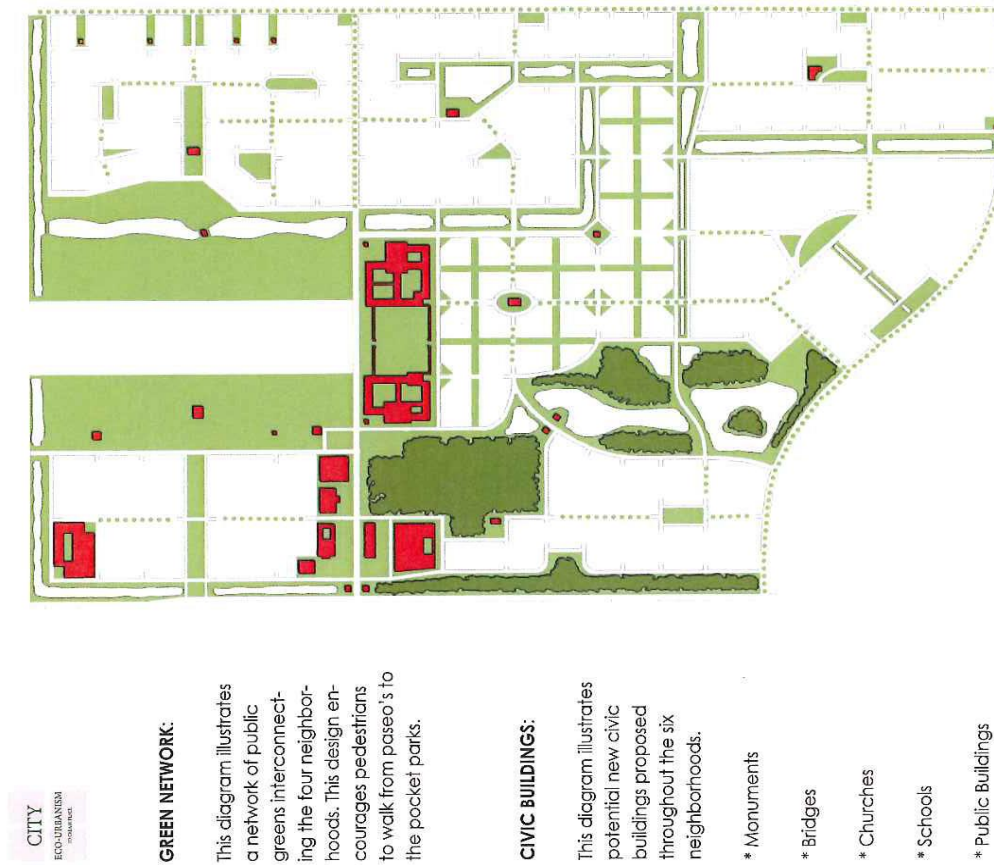 CITY
ECO-URBANISM
GREEN NETWORK:
This diagram illustrates
a network of public
greens interconnect-
ing the four neighbor-
hoods. This design en-
courages pedestrians
to walk from paseo's to
the pocket parks.
CIVIC BUILDINGS:
This diagram illustrates
potential new civic
buildings proposed
throughout the six
neighborhoods.
* Monuments
* Bridges
* Churches
* Schools
* Public Buildings